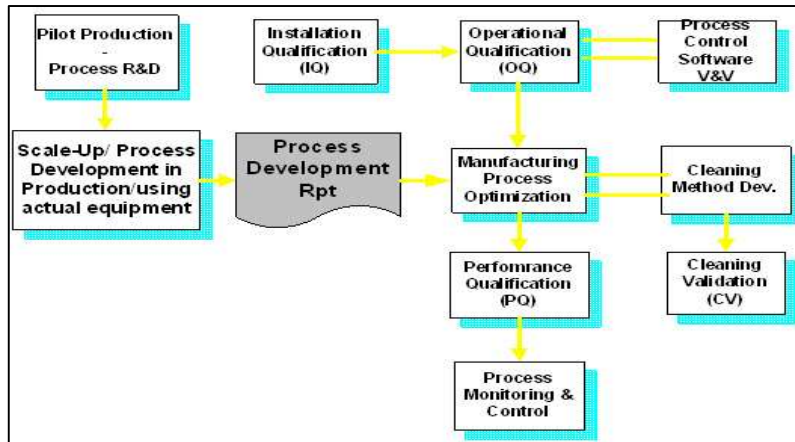 Pilot Production
-
Process R&D
Installation
Qualification
(IQ)
Operational
Qualification
(OQ)
Process
Control
Software
V&V
Scale-Up/ Process
Development in
Production/using
actual equipment
Process
Development
Rpt
Manufacturing
Process
Optimization
Cleaning
Method Dev.
Perfomrance
Qualification
(PQ)
Cleaning
Validation
(CV)
Process
Monitoring &
Control